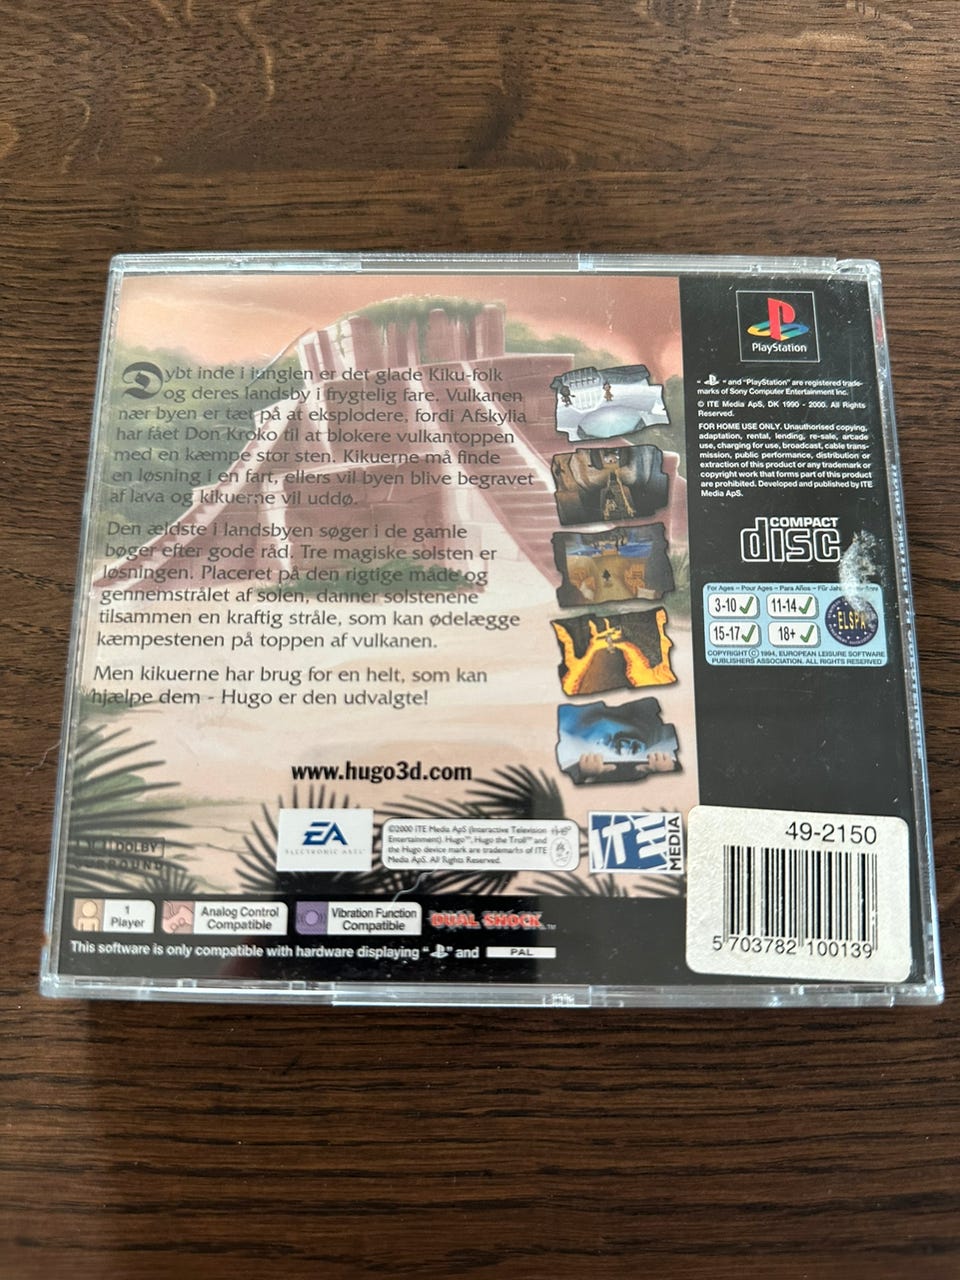 Dybt inde i junglen er det glade Kiku-folk
og deres landsby i frygtelig fare. Vulkanen
nær byen er tæt på at eksplodere, fordi Afskylia
har fået Don Kroko til at blokere vulkantoppen
med en kæmpe stor sten. Kikuerne må finde
en løsning i en fart, ellers vil byen blive begravet
af lava og kikuerne vil uddø.
Den ældste i landsbyen søger i de gamle
bøger efter gode råd. Tre magiske solsten er
løsningen. Placeret på den rigtige måde og
gennemstrålet af solen, danner solstenene
tilsammen en kraftig stråle, som kan ødelægge
kæmpestenen på toppen af vulkanen.
Men kikuerne har brug for en helt, som kan
hjælpe dem - Hugo er den udvalgte!
www.hugo3d.com
PlayStation
" " and "PlayStation" are registered trade-
marks of Sony Computer Entertainment Inc.
© ITE Media ApS, DK 1990 - 2000. All Rights
Reserved.
FOR HOME USE ONLY. Unauthorised copying,
adaptation, rental, lending, re-sale, arcade
use, charging for use, broadcast, cable trans-
mission, public performance, distribution or
extraction of this product or any trademark or
copyright work that forms part of this product
are prohibited. Developed and published by ITE
Media ApS.
COMPACT
disc
For Ages - Pour Ages - Para Años - Für
3-10 11-14
15-17 18+
ELSPA
COPYRIGHT © 1994, EUROPEAN LEISURE SOFTWARE
PUBLISHERS ASSOCIATION. ALL RIGHTS RESERVED
DOLBY
SURROUND
EA
ELECTRONIC ARTS
©2000 ITE Media ApS (Interactive Television
Entertainment). Hugo™, Hugo the Troll™ and
the Hugo device mark are trademarks of ITE
Media ApS. All Rights Reserved.
ITE
MEDIA
49-2150
5 703782 100139
1
Player
Analog Control
Compatible
Vibration Function
Compatible
DUAL SHOCK™
This software is only compatible with hardware displaying " " and PAL